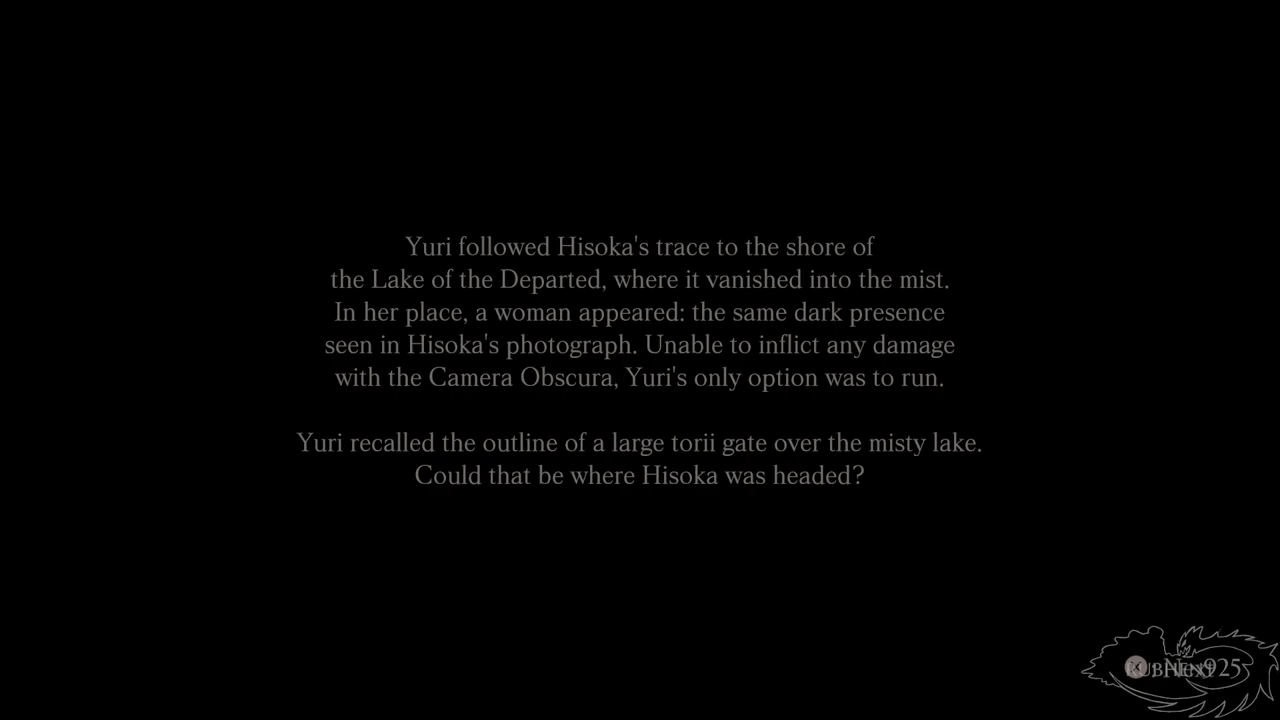 Yuri followed Hisoka's trace to the shore of
the Lake of the Departed, where it vanished into the mist.
In her place, a woman appeared: the same dark presence
seen in Hisoka's photograph. Unable to inflict any damage
with the Camera Obscura, Yuri's only option was to run.
Yuri recalled the outline of a large torii gate over the misty lake.
Could that be where Hisoka was headed?